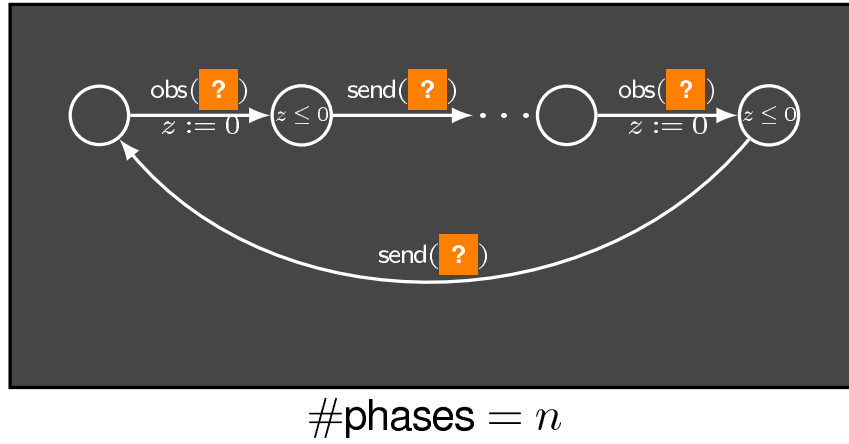 obs( ? ) send( ? ) obs( ? )
z := 0 z ≤ 0 · · · z := 0 z ≤ 0
send( ? )
#phases = n